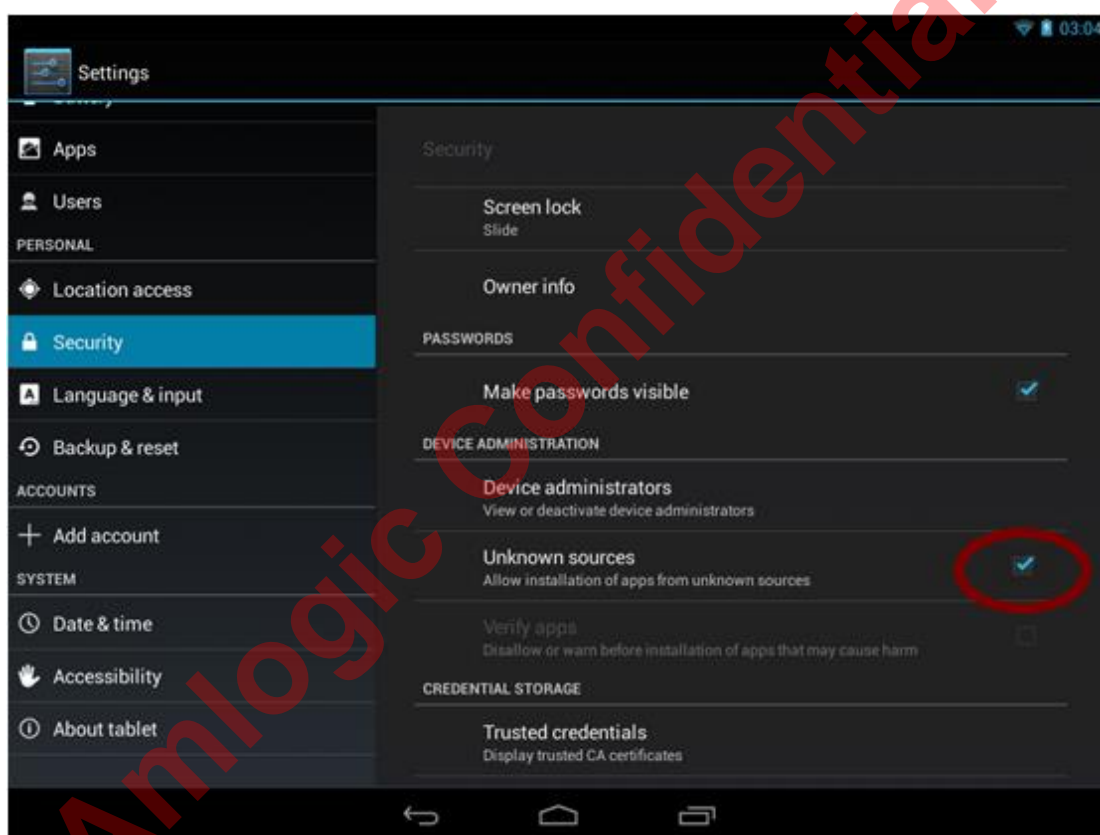 03:04
Settings
Apps
Users
PERSONAL
Location access
Security
Language & input
Backup & reset
ACCOUNTS
Add account
SYSTEM
Date & time
Accessibility
About tablet
Security
Screen lock
Slide
Owner info
PASSWORDS
Make passwords visible
DEVICE ADMINISTRATION
Device administrators
View or deactivate device administrators
Unknown sources
Allow installation of apps from unknown sources
Verify apps
Disallow or warn before installation of apps that may cause harm
CREDENTIAL STORAGE
Trusted credentials
Display trusted CA certificates
Amlogic Confidential